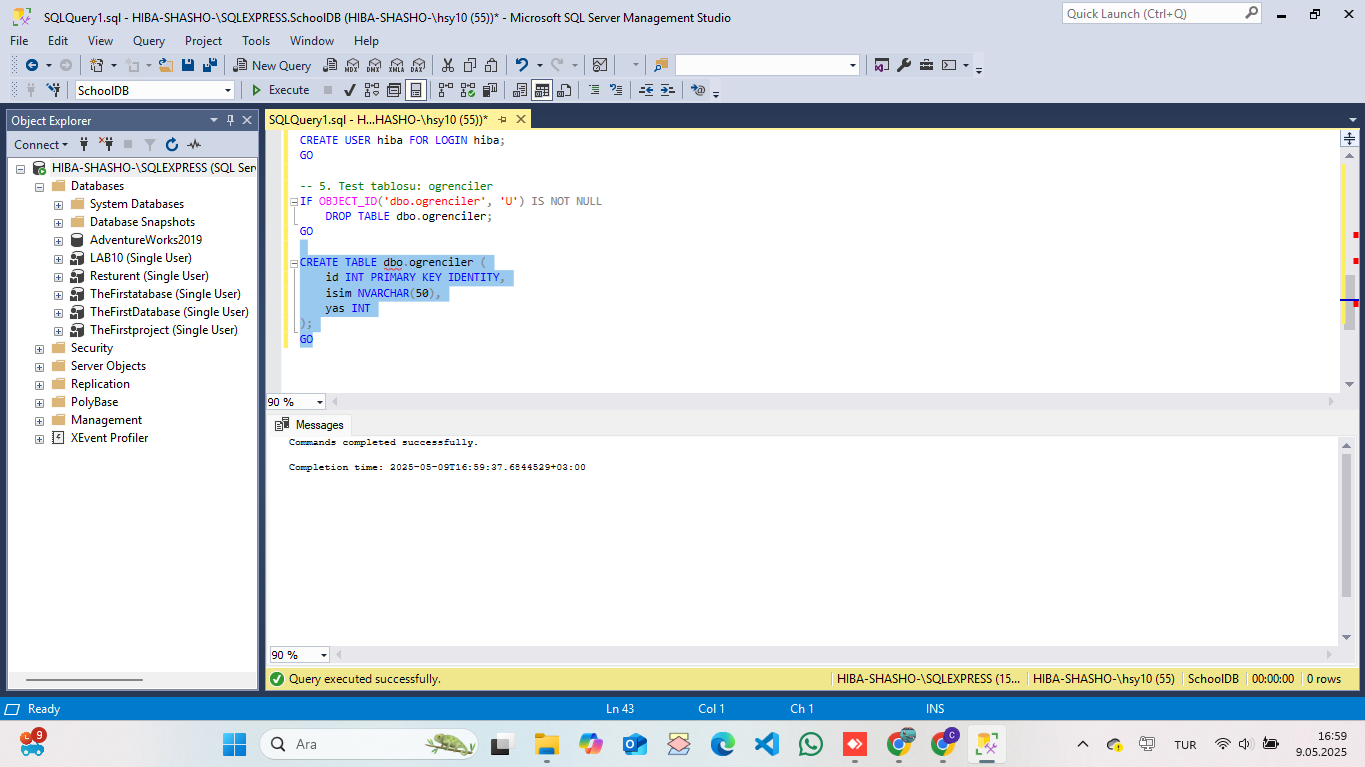 SQLQuery1.sql - HIBA-SHASHO-\SQLEXPRESS.SchoolDB (HIBA-SHASHO-\hsy10 (55))* - Microsoft SQL Server Management Studio
Quick Launch (Ctrl+Q)
File Edit View Query Project Tools Window Help
New Query MDX DMX XMLA DAX
SchoolDB Execute
Object Explorer
SQLQuery1.sql - H...HASHO-\hsy10 (55))*
Connect
HIBA-SHASHO-\SQLEXPRESS (SQL Ser
Databases
System Databases
Database Snapshots
AdventureWorks2019
LAB10 (Single User)
Resturent (Single User)
TheFirstatabase (Single User)
TheFirstDatabase (Single User)
TheFirstproject (Single User)
Security
Server Objects
Replication
PolyBase
Management
XEvent Profiler
CREATE USER hiba FOR LOGIN hiba;
GO
-- 5. Test tablosu: ogrenciler
IF OBJECT_ID('dbo.ogrenciler', 'U') IS NOT NULL
DROP TABLE dbo.ogrenciler;
GO
CREATE TABLE dbo.ogrenciler (
id INT PRIMARY KEY IDENTITY,
isim NVARCHAR(50),
yas INT
);
GO
90 %
Messages
Commands completed successfully.
Completion time: 2025-05-09T16:59:37.6844529+03:00
90 %
Query executed successfully.
HIBA-SHASHO-\SQLEXPRESS (15... HIBA-SHASHO-\hsy10 (55) SchoolDB 00:00:00 0 rows
Ready Ln 43 Col 1 Ch 1 INS
9
Ara
C
TUR
16:59
9.05.2025